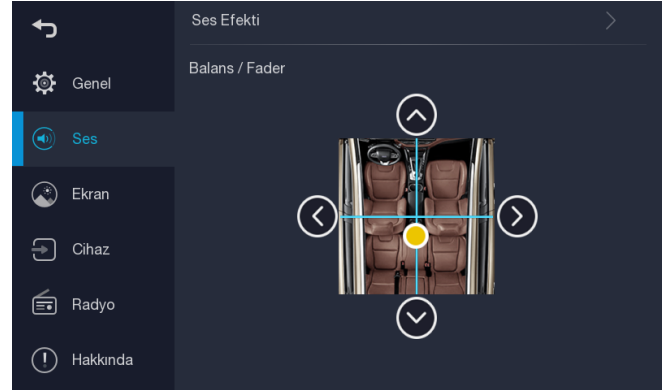 Ses Efekti
Balans / Fader
Genel
Ses
Ekran
Cihaz
Radyo
Hakkında